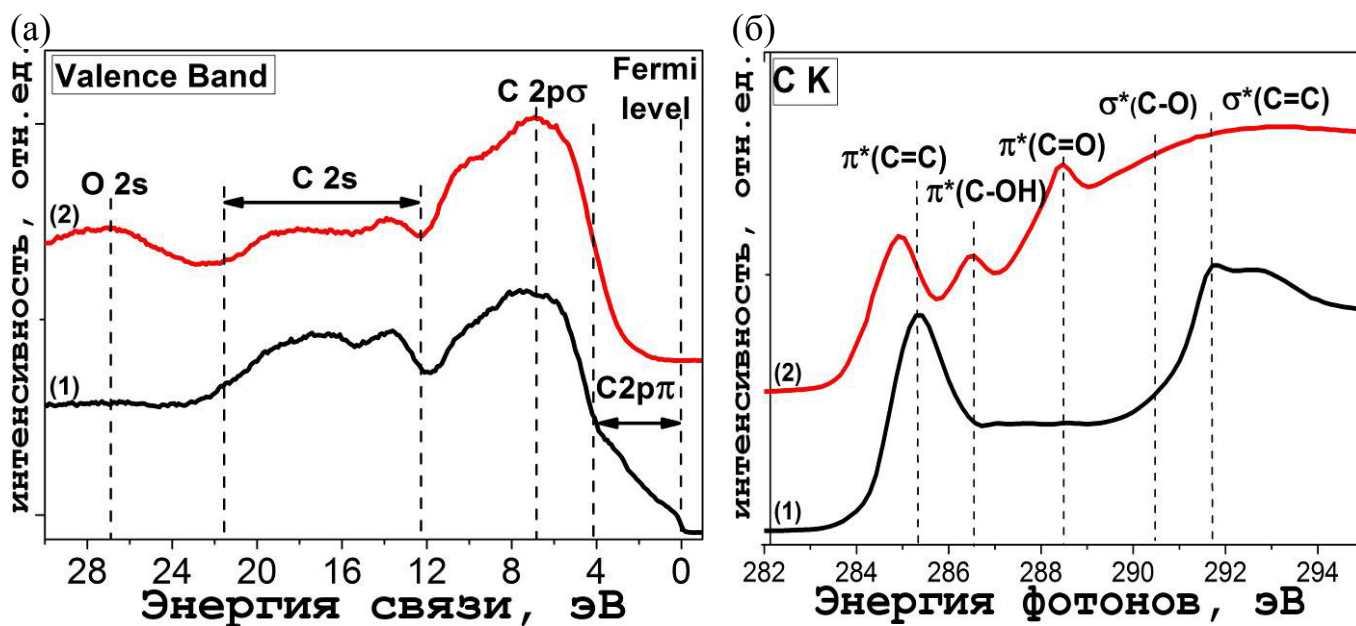 (а)
Valence Band
Fermi
level
C 2pσ
O 2s
C 2s
(2)
C2pπ
(1)
интенсивность, отн.ед.
28 24 20 16 12 8 4 0
Энергия связи, эВ
(б)
C K
σ*(C-O)
σ*(C=C)
π*(C=O)
π*(C=C)
π*(C-OH)
(2)
(1)
интенсивность, отн.ед.
282 284 286 288 290 292 294
Энергия фотонов, эВ